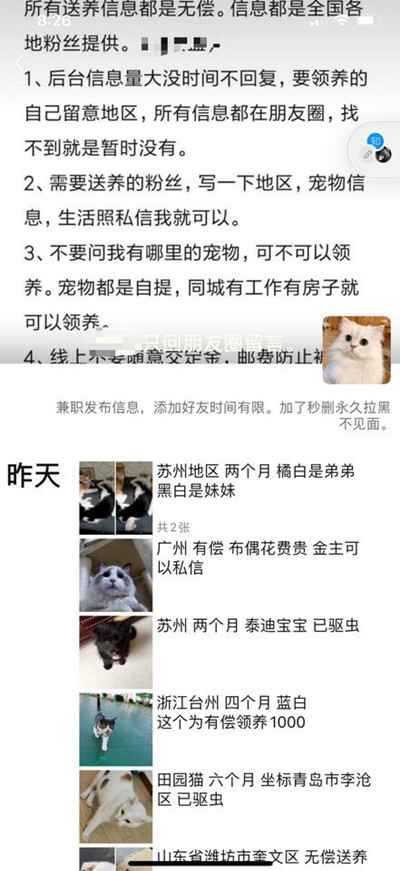 所有送养信息都是无偿。信息都是全国各
8:26
地粉丝提供。
1、后台信息量大没时间不回复，要领养的
自己留意地区，所有信息都在朋友圈，找
不到就是暂时没有。
知
2、需要送养的粉丝，写一下地区，宠物信
息，生活照私信我就可以。
3、不要问我有哪里的宠物，可不可以领
养。宠物都是自提，同城有工作有房子就
可以领养。
只回朋友圈留言
4、线上不要随意交定金，邮费防止被
兼职发布信息，添加好友时间有限。加了秒删永久拉黑
不见面。
昨天
苏州地区 两个月 橘白是弟弟
黑白是妹妹
共2张
广州 有偿 布偶花费贵 金主可
以私信
苏州 两个月 泰迪宝宝 已驱虫
浙江台州 四个月 蓝白
这个为有偿领养1000
田园猫 六个月 坐标青岛市李沧
区 已驱虫
山东省潍坊市奎文区 无偿送养